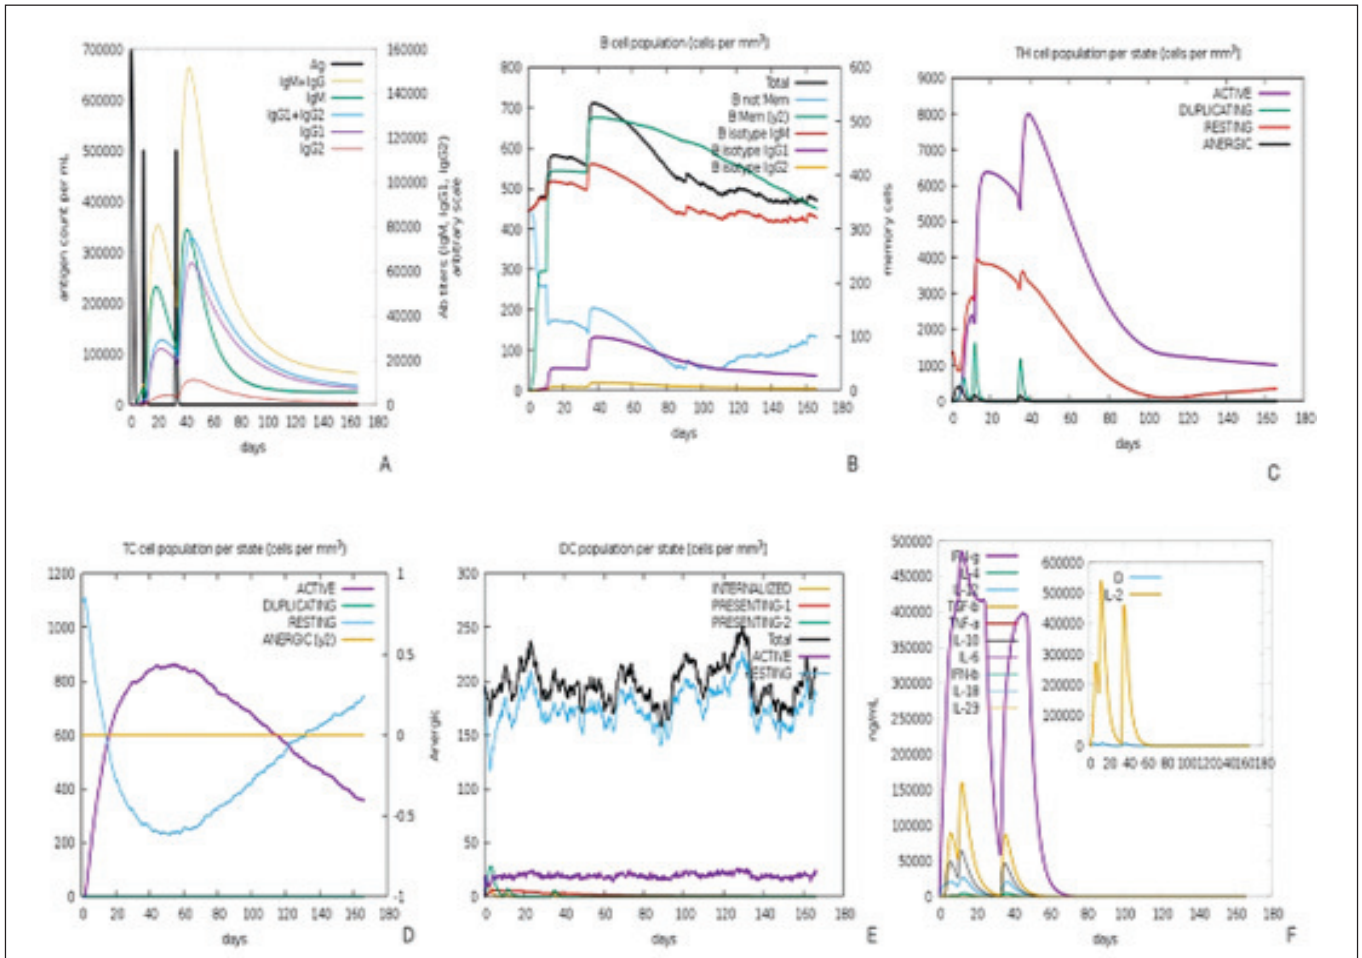 700000
600000
500000
400000
300000
200000
100000
0
antigen count per mL
Ag
IgM+IgG
IgM
IgG1+IgG2
IgG1
IgG2
160000
140000
120000
100000
80000
60000
40000
20000
0
Ab titers (IgM, IgG1, IgG2)
arbitrary scale
0 20 40 60 80 100 120 140 160 180
days
A
B cell population (cells per mm³)
800
700
600
500
400
300
200
100
0
Total
B not Mem
B Mem (y2)
B isotype IgM
B isotype IgG1
B isotype IgG2
600
500
400
300
200
100
0
memory cells
0 20 40 60 80 100 120 140 160 180
days
B
TH cell population per state (cells per mm³)
9000
8000
7000
6000
5000
4000
3000
2000
1000
0
ACTIVE
DUPLICATING
RESTING
ANERGIC
0 20 40 60 80 100 120 140 160 180
days
C
TC cell population per state (cells per mm³)
1200
1000
800
600
400
200
0
ACTIVE
DUPLICATING
RESTING
ANERGIC (y2)
1
0.5
0
-0.5
-1
Anergic
0 20 40 60 80 100 120 140 160 180
days
D
DC population per state (cells per mm³)
300
250
200
150
100
50
0
INTERNALIZED
PRESENTING-1
PRESENTING-2
Total
ACTIVE
RESTING
0 20 40 60 80 100 120 140 160 180
days
E
500000
450000
400000
350000
300000
250000
200000
150000
100000
50000
0
ng/mL
IFN-g
IL-4
IL-12
TGF-b
TNF-a
IL-10
IL-6
IFN-b
IL-18
IL-23
600000
500000
400000
300000
200000
100000
0
D
IL-2
0 20 40 60 80 100120140160180
0 20 40 60 80 100 120 140 160 180
days
F